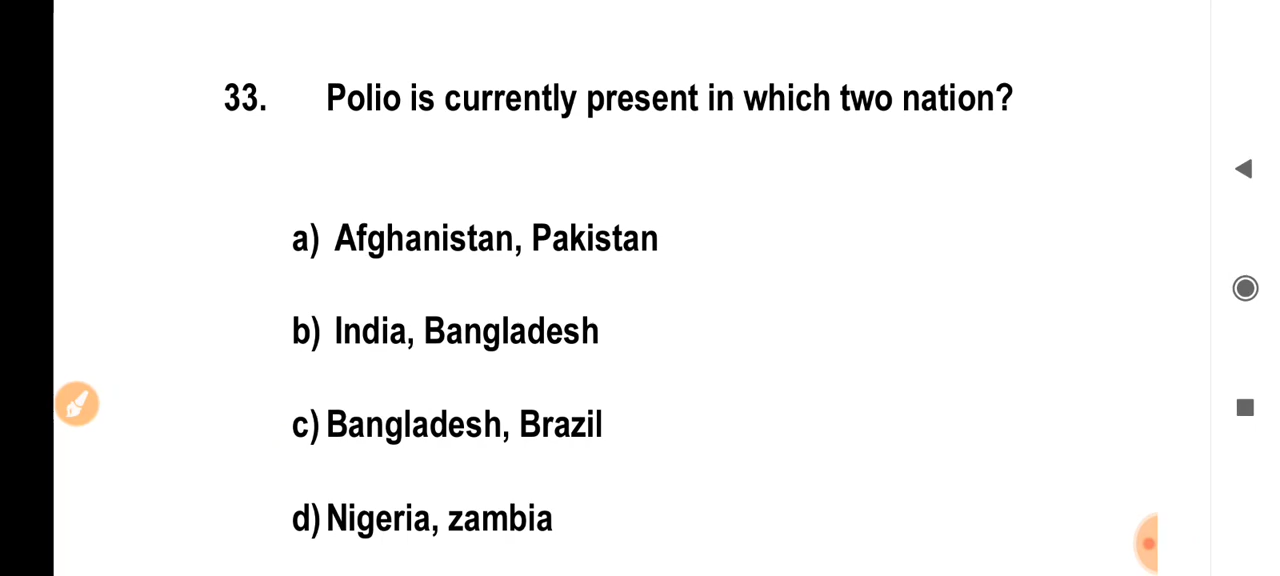 33. Polio is currently present in which two nation?
a) Afghanistan, Pakistan
b) India, Bangladesh
c) Bangladesh, Brazil
d) Nigeria, zambia